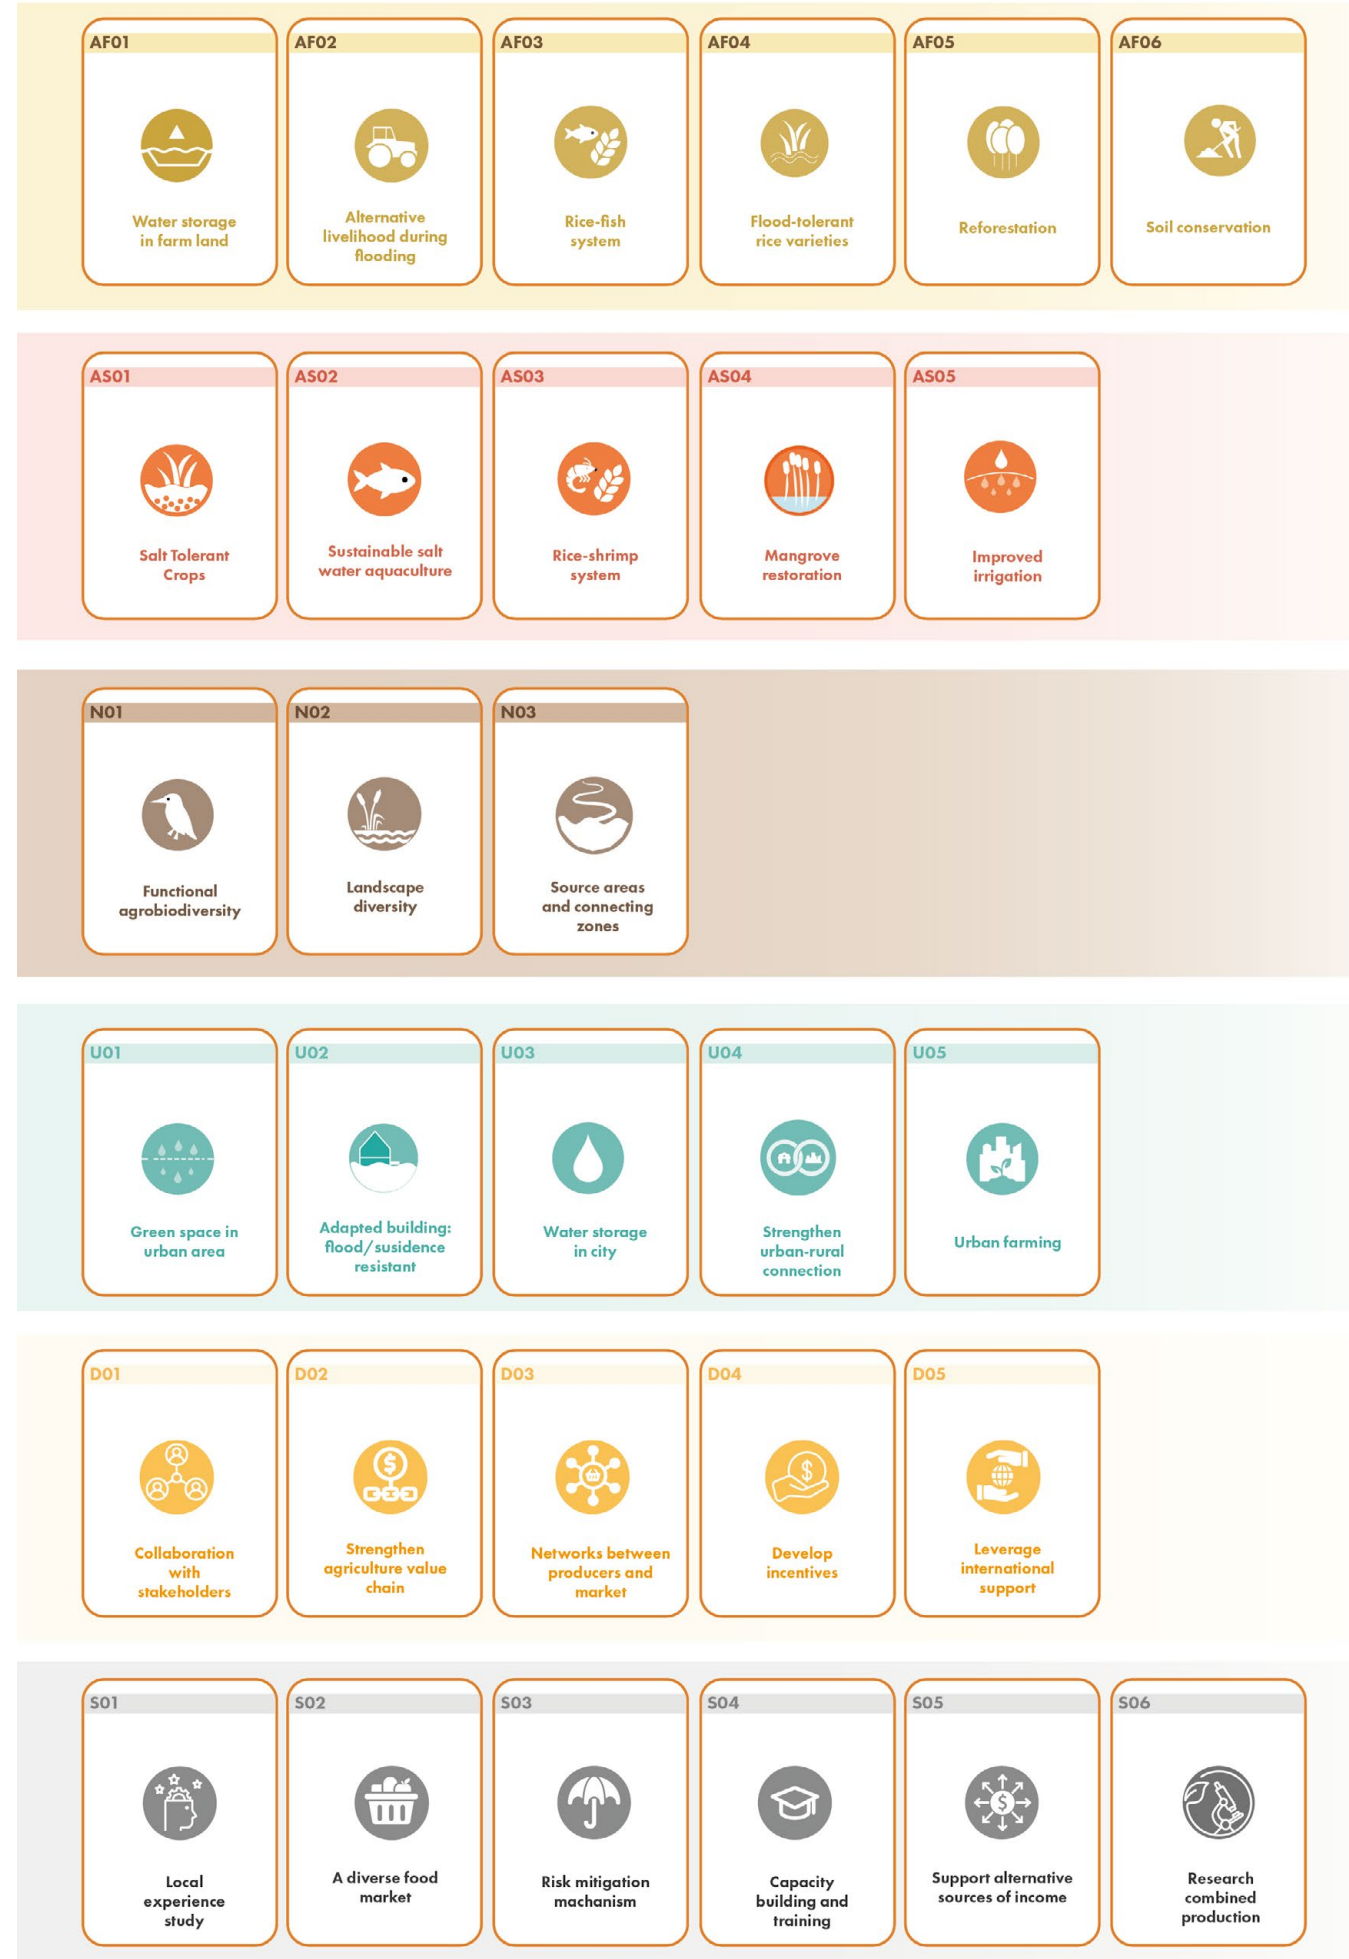 AF01
Water storage
in farm land
AF02
Alternative
livelihood during
flooding
AF03
Rice-fish
system
AF04
Flood-tolerant
rice varieties
AF05
Reforestation
AF06
Soil conservation
AS01
Salt Tolerant
Crops
AS02
Sustainable salt
water aquaculture
AS03
Rice-shrimp
system
AS04
Mangrove
restoration
AS05
Improved
irrigation
N01
Functional
agrobiodiversity
N02
Landscape
diversity
N03
Source areas
and connecting
zones
U01
Green space in
urban area
U02
Adapted building:
flood/susidence
resistant
U03
Water storage
in city
U04
Strengthen
urban-rural
connection
U05
Urban farming
D01
Collaboration
with
stakeholders
D02
$
Strengthen
agriculture value
chain
D03
Networks between
producers and
market
D04
$
Develop
incentives
D05
Leverage
international
support
S01
Local
experience
study
S02
A diverse food
market
S03
Risk mitigation
machanism
S04
Capacity
building and
training
S05
$
Support alternative
sources of income
S06
Research
combined
production